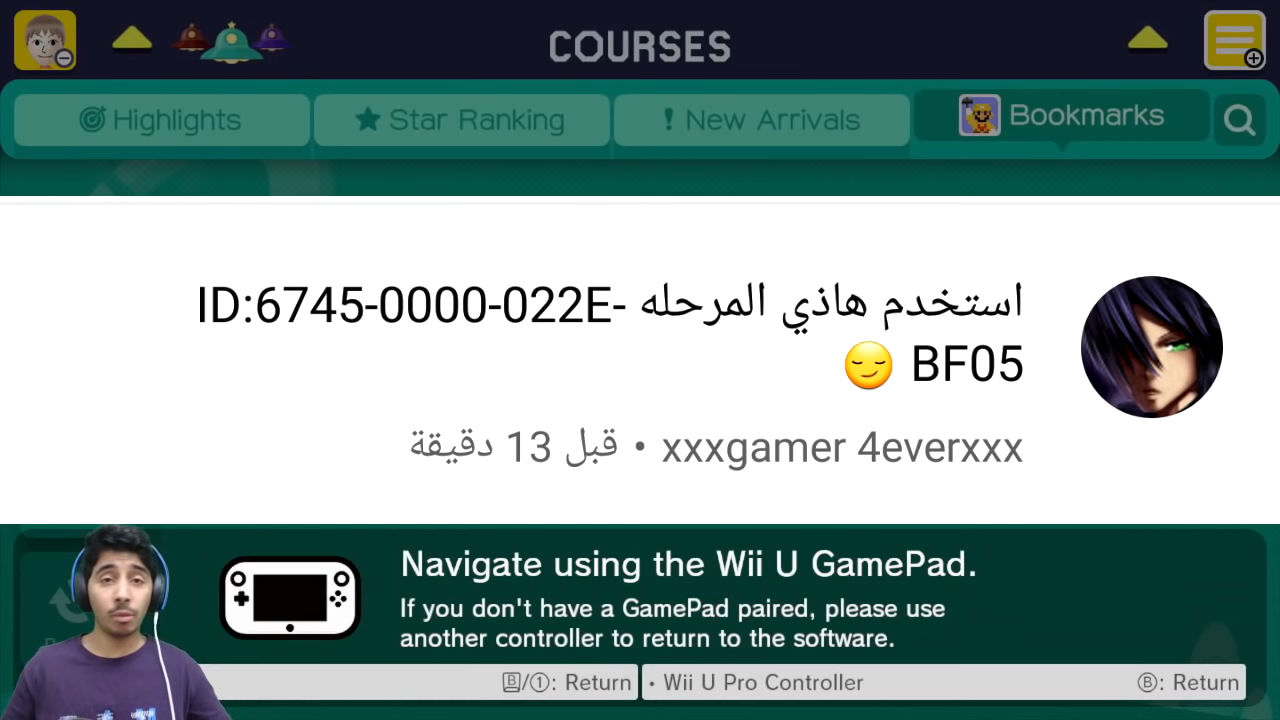 COURSES
Highlights
Star Ranking
! New Arrivals
Bookmarks
استخدم هاذي المرحله ID:6745-0000-022E-
BF05 😏
xxxgamer 4everxxx • قبل 13 دقيقة
Navigate using the Wii U GamePad.
If you don't have a GamePad paired, please use
another controller to return to the software.
B/①: Return
• Wii U Pro Controller
Ⓑ: Return